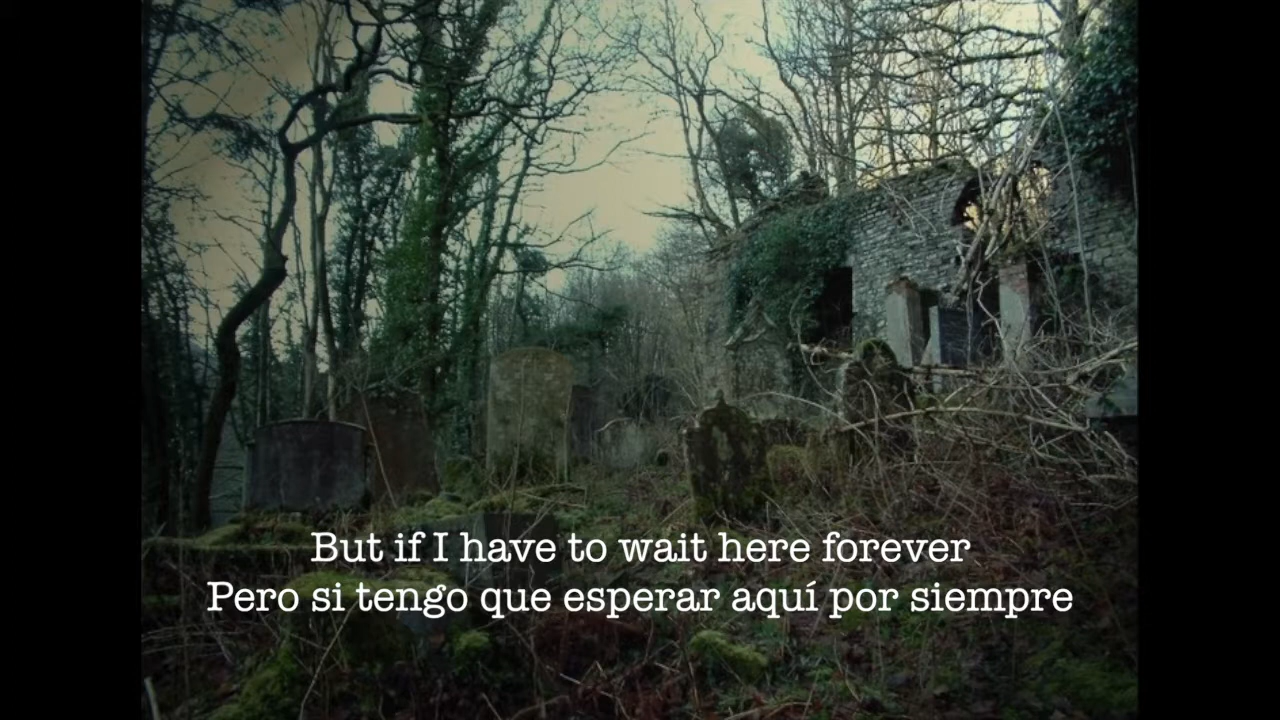 But if I have to wait here forever
Pero si tengo que esperar aquí por siempre